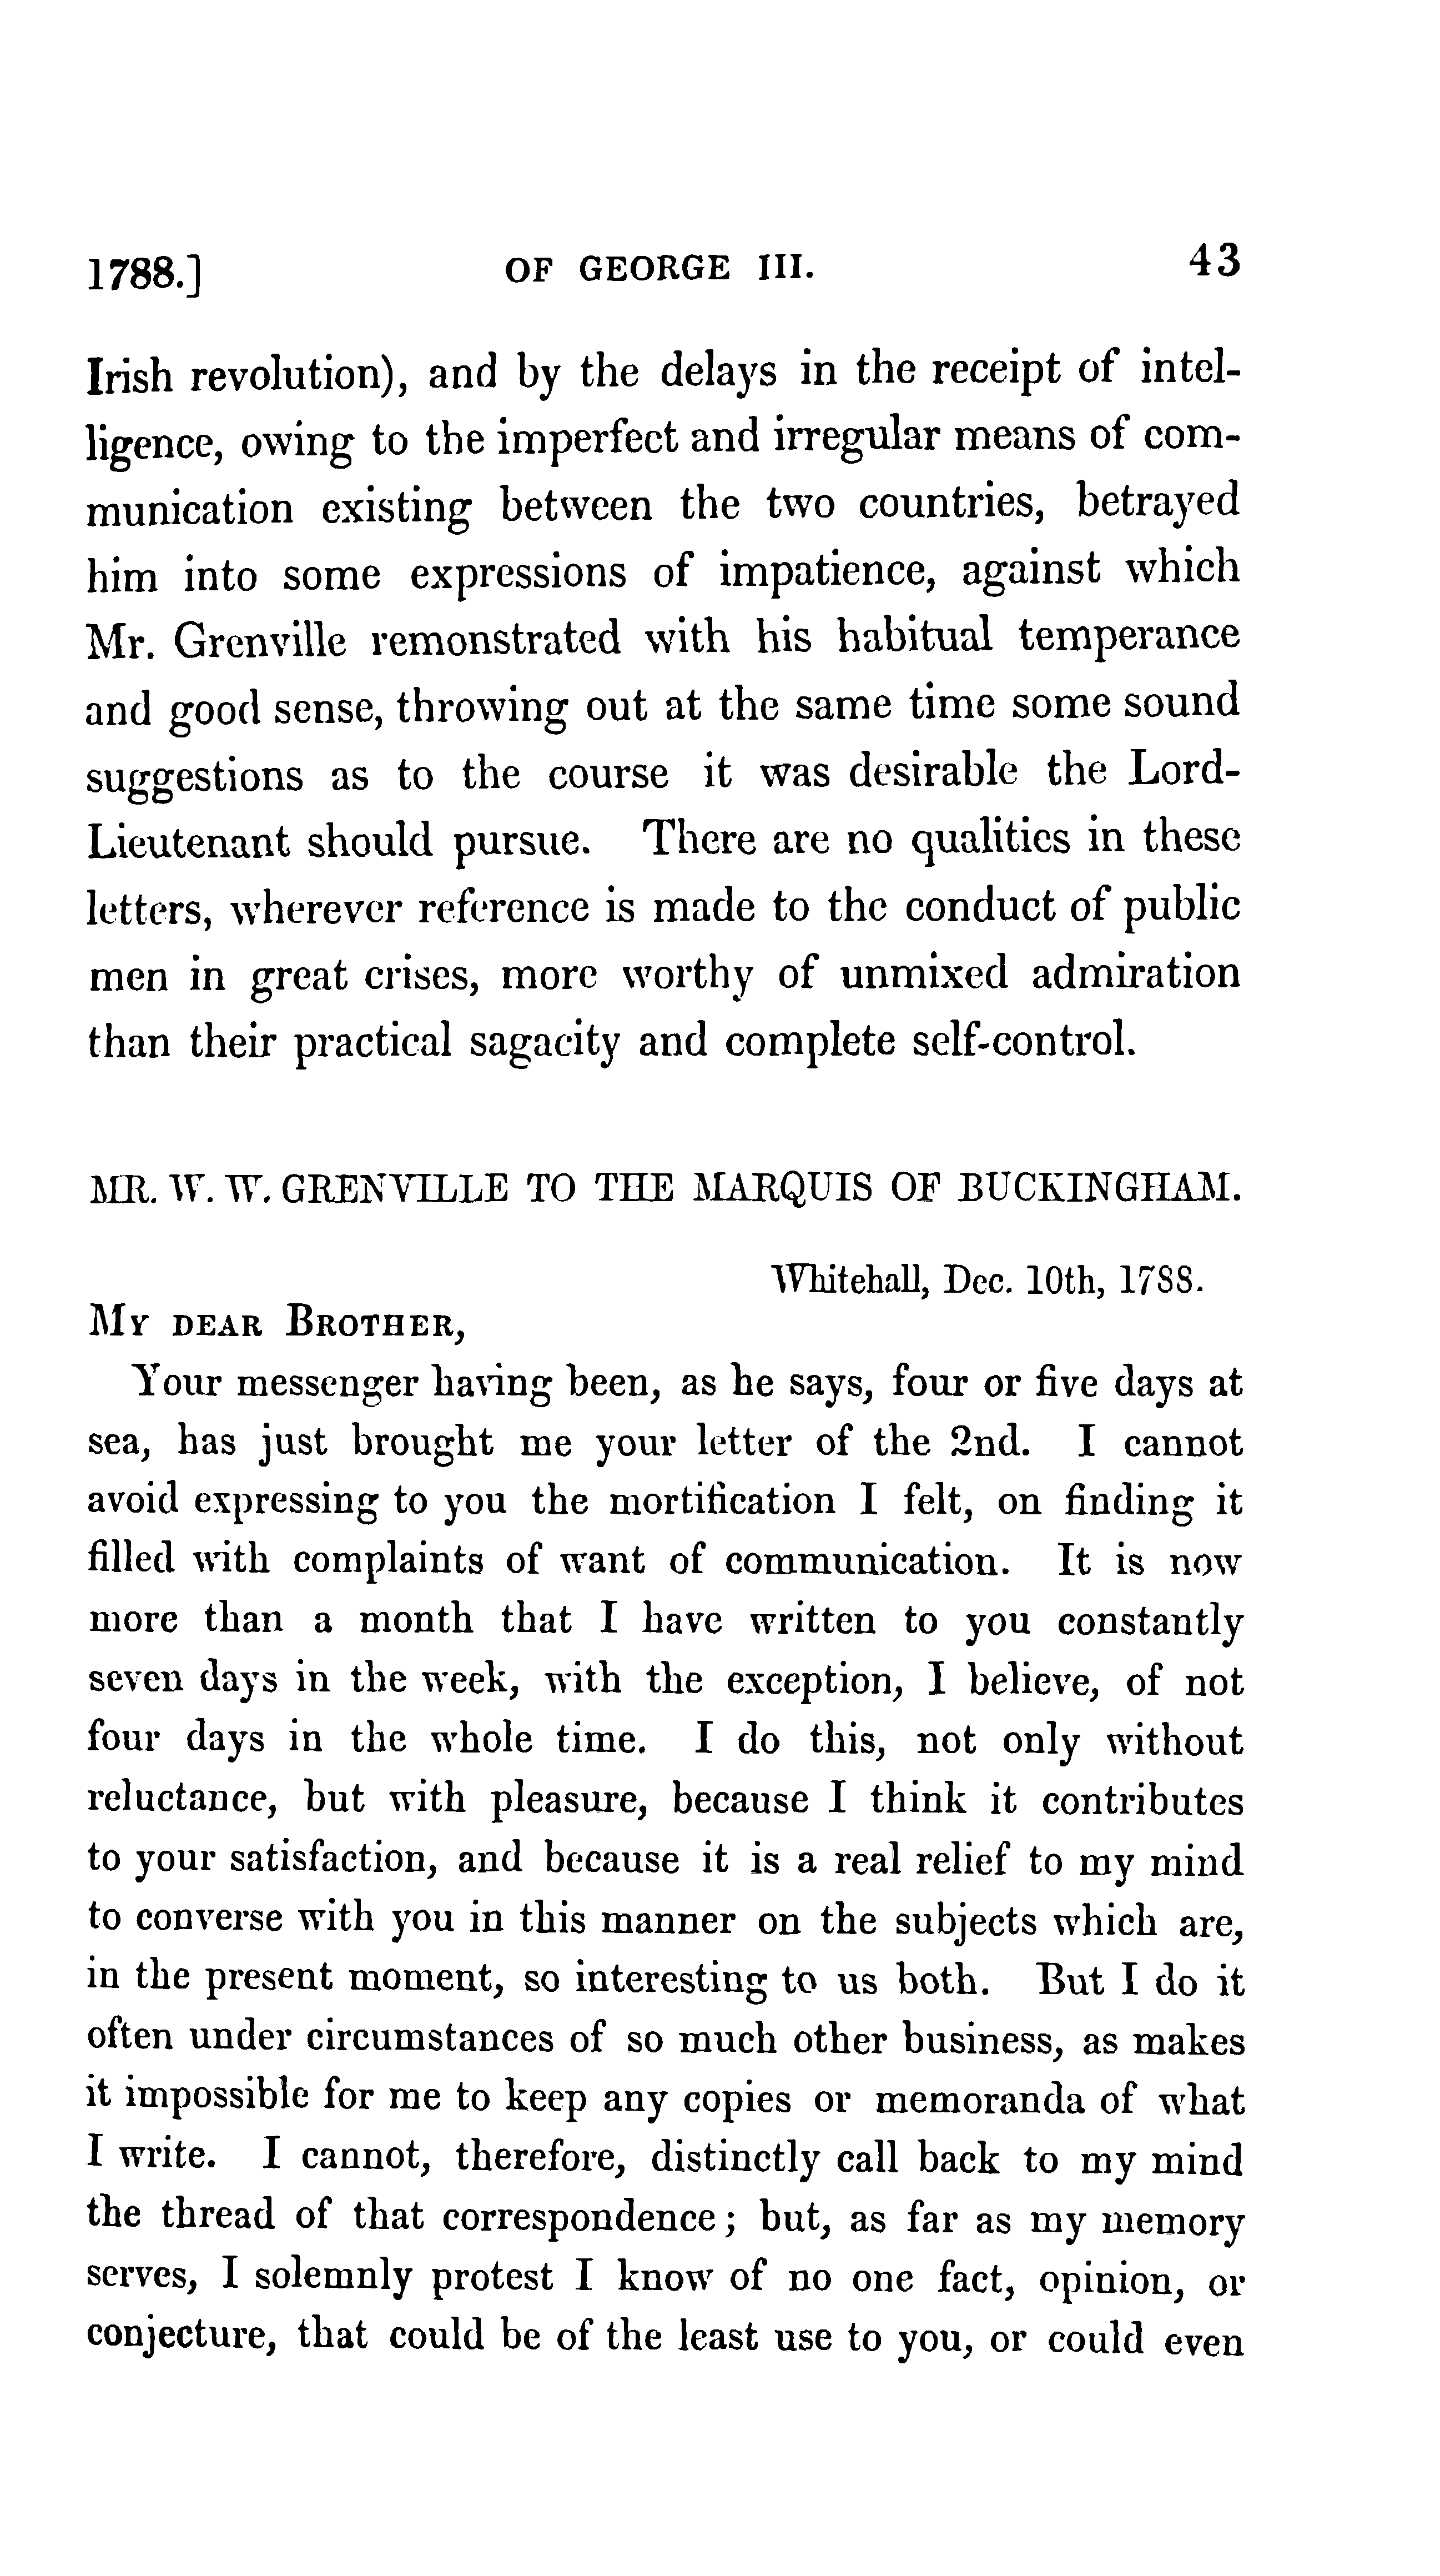 1788.] OF GEORGE III. 43
Irish revolution), and by the delays in the receipt of intel-
ligence, owing to the imperfect and irregular means of com-
munication existing between the two countries, betrayed
him into some expressions of impatience, against which
Mr. Grenville remonstrated with his habitual temperance
and good sense, throwing out at the same time some sound
suggestions as to the course it was desirable the Lord-
Lieutenant should pursue. There are no qualities in these
letters, wherever reference is made to the conduct of public
men in great crises, more worthy of unmixed admiration
than their practical sagacity and complete self-control.
MR. W. W. GRENVILLE TO THE MARQUIS OF BUCKINGHAM.
Whitehall, Dec. 10th, 1788.
MY DEAR BROTHER,
Your messenger having been, as he says, four or five days at
sea, has just brought me your letter of the 2nd. I cannot
avoid expressing to you the mortification I felt, on finding it
filled with complaints of want of communication. It is now
more than a month that I have written to you constantly
seven days in the week, with the exception, I believe, of not
four days in the whole time. I do this, not only without
reluctance, but with pleasure, because I think it contributes
to your satisfaction, and because it is a real relief to my mind
to converse with you in this manner on the subjects which are,
in the present moment, so interesting to us both. But I do it
often under circumstances of so much other business, as makes
it impossible for me to keep any copies or memoranda of what
I write. I cannot, therefore, distinctly call back to my mind
the thread of that correspondence; but, as far as my memory
serves, I solemnly protest I know of no one fact, opinion, or
conjecture, that could be of the least use to you, or could even